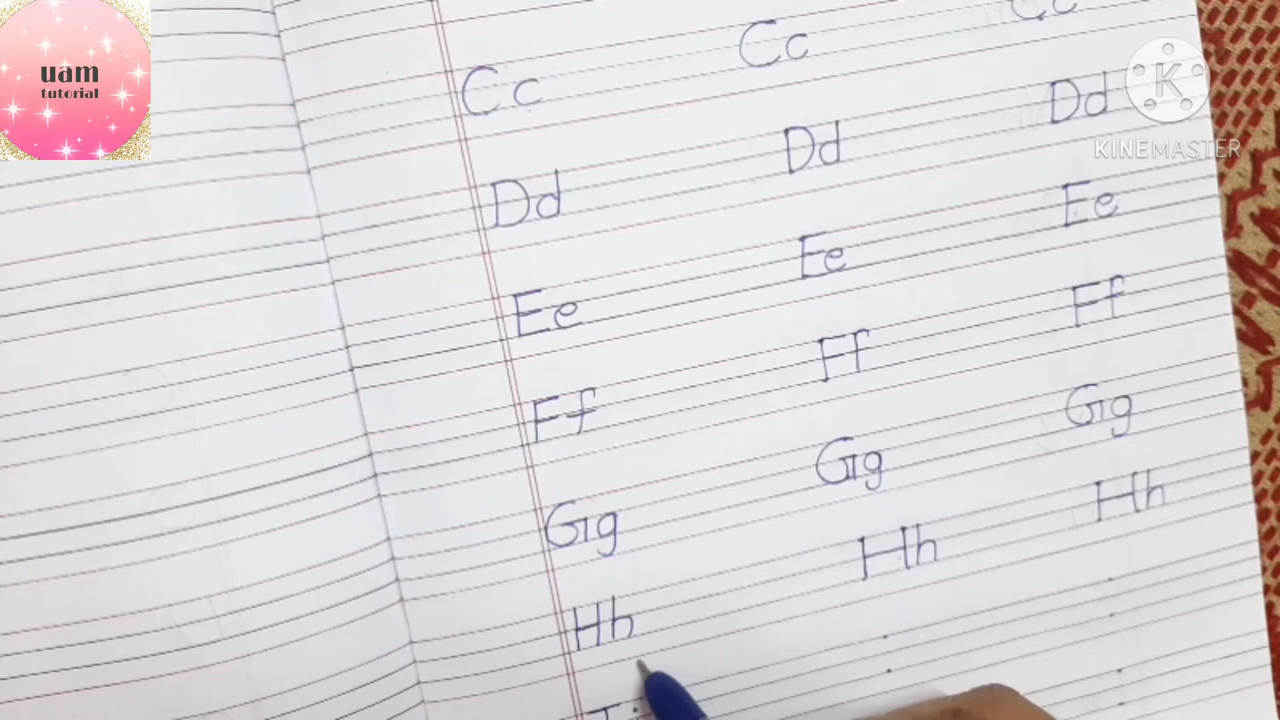 uam
tutorial
K
KINEMASTER
Cc Cc Cc
Dd Dd Dd
Ee Ee Ee
Ff Ff Ff
Gg Gg Gg
Hh Hh Hh